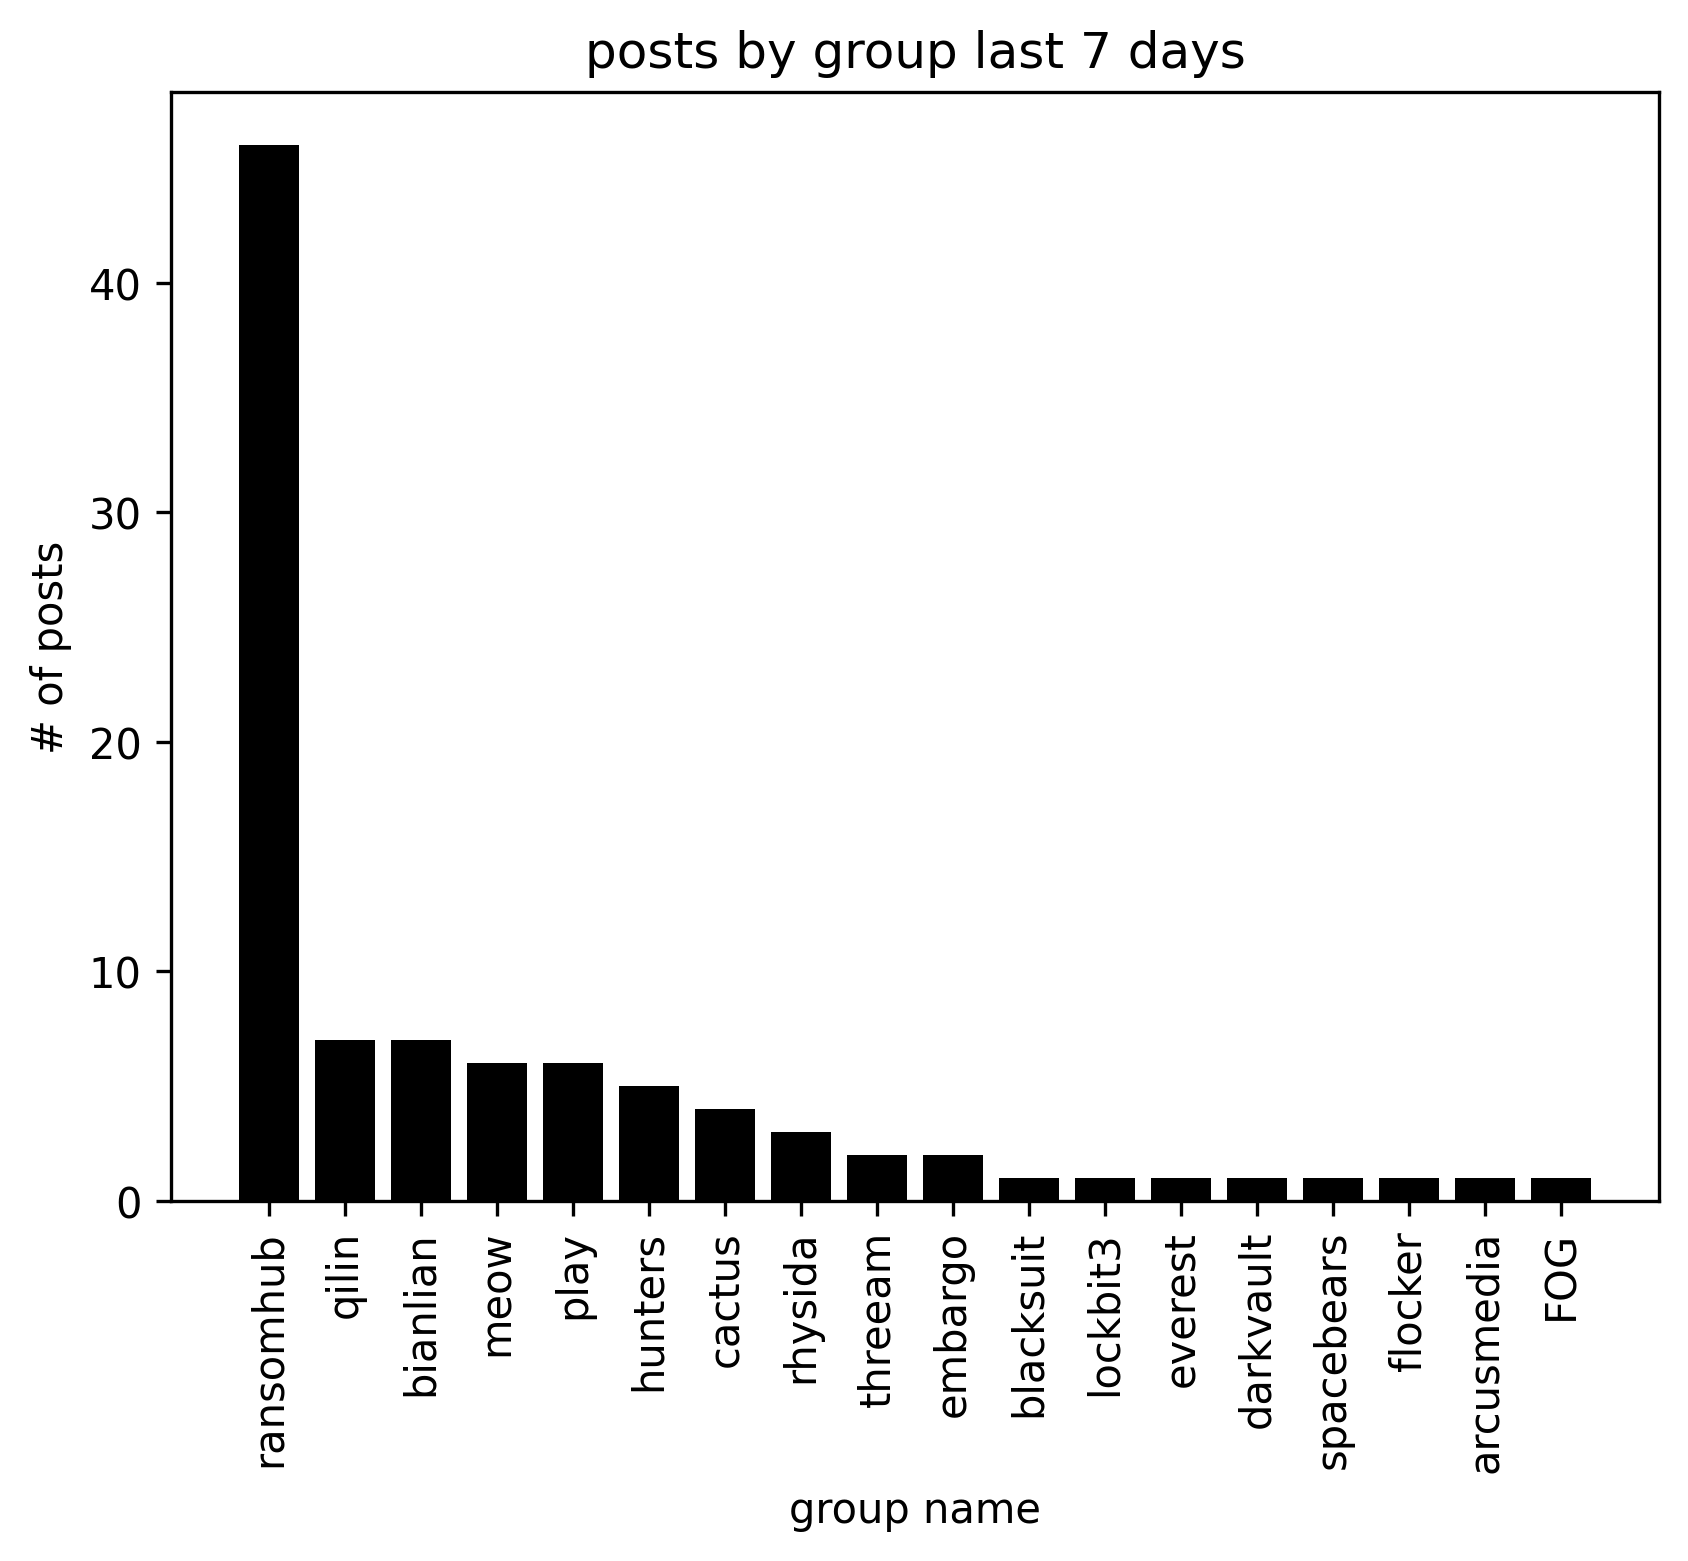 posts by group last 7 days
# of posts
40
30
20
10
0
ransomhub
qilin
bianlian
meow
play
hunters
cactus
rhysida
threeam
embargo
blacksuit
lockbit3
everest
darkvault
spacebears
flocker
arcusmedia
FOG
group name